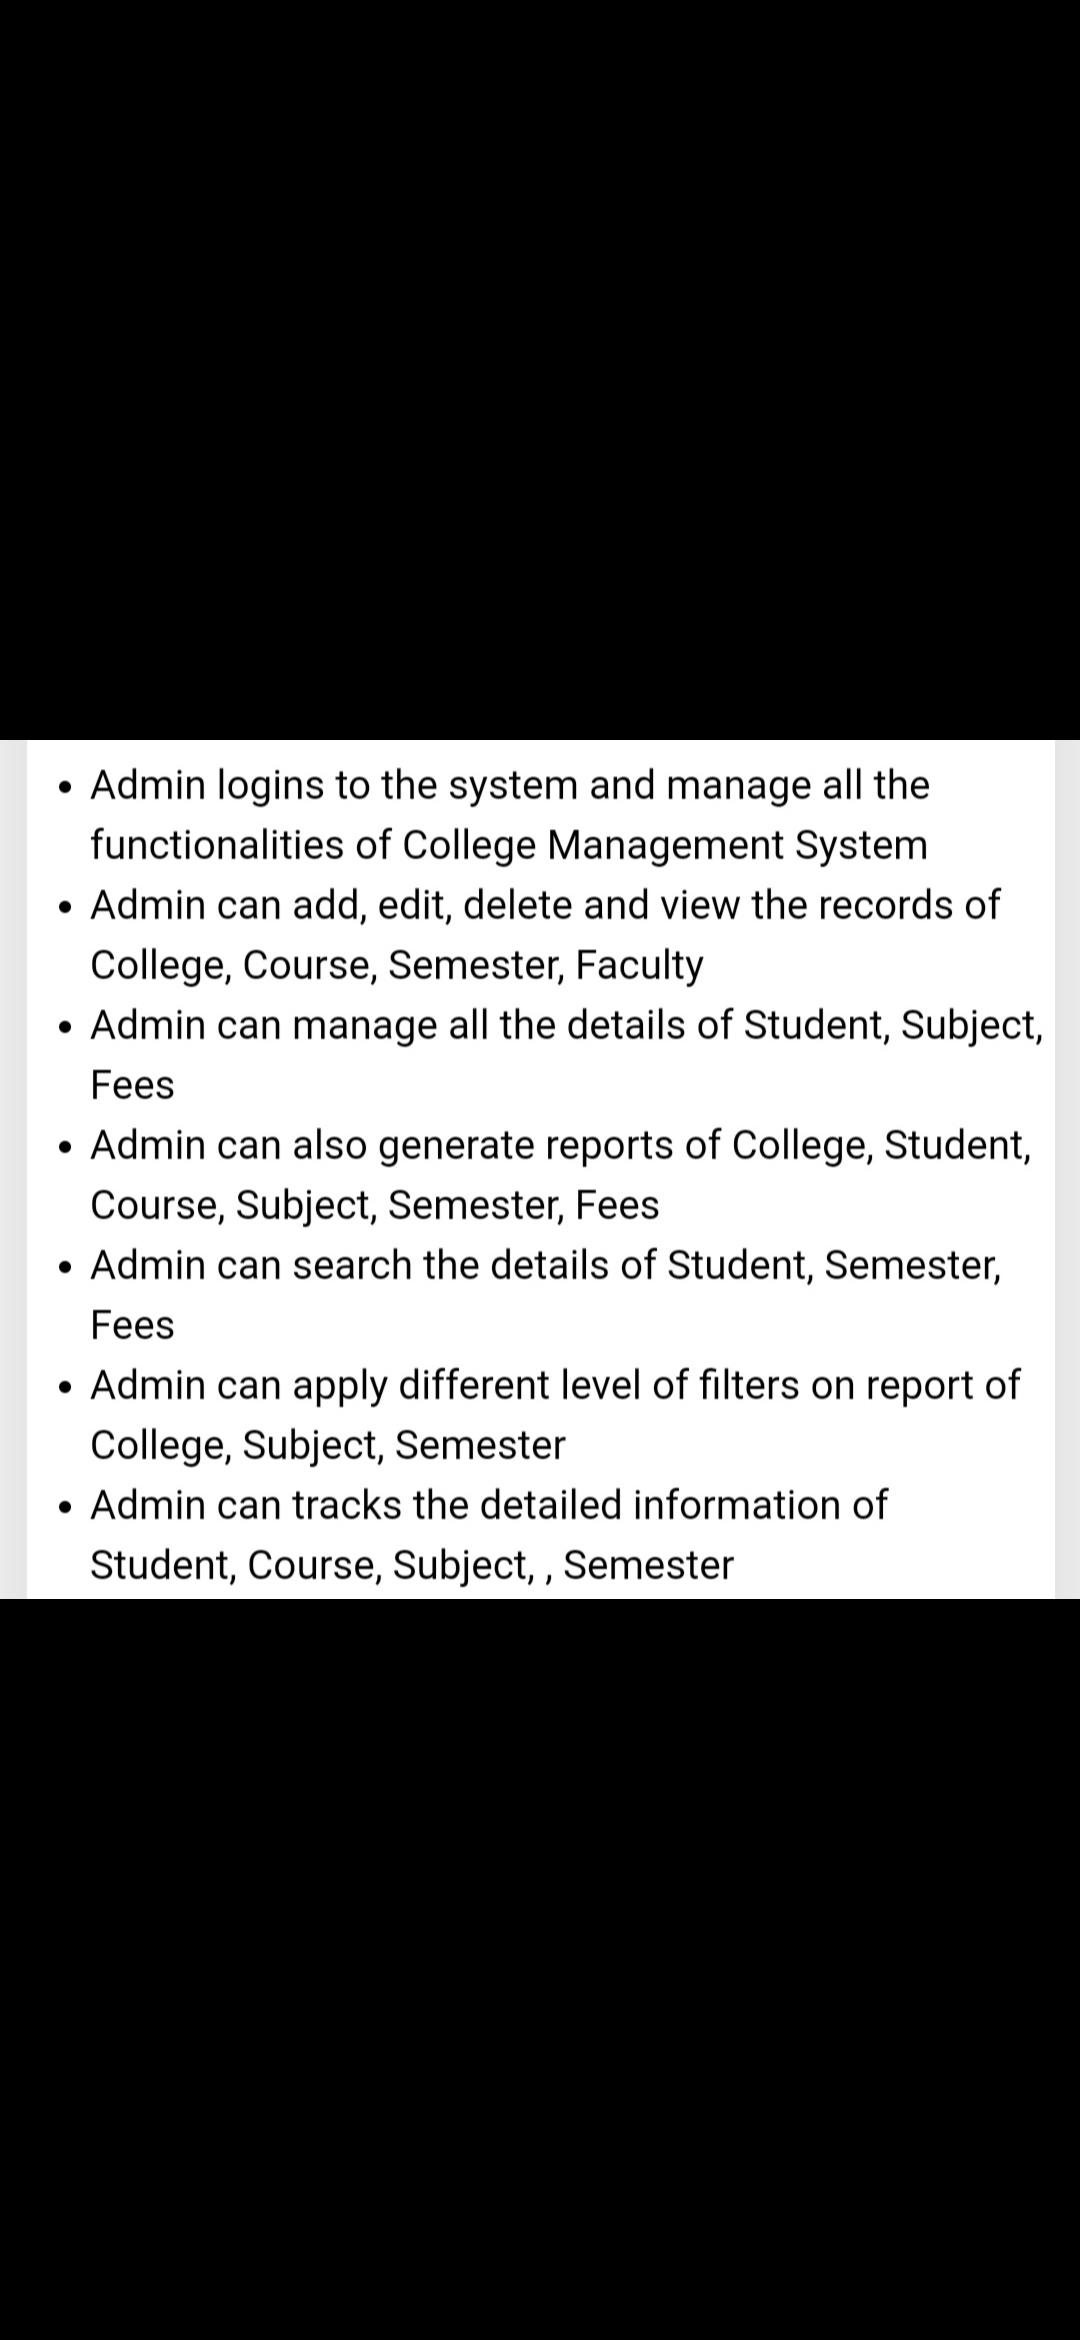 • Admin logins to the system and manage all the
functionalities of College Management System
• Admin can add, edit, delete and view the records of
College, Course, Semester, Faculty
• Admin can manage all the details of Student, Subject,
Fees
• Admin can also generate reports of College, Student,
Course, Subject, Semester, Fees
• Admin can search the details of Student, Semester,
Fees
• Admin can apply different level of filters on report of
College, Subject, Semester
• Admin can tracks the detailed information of
Student, Course, Subject, , Semester